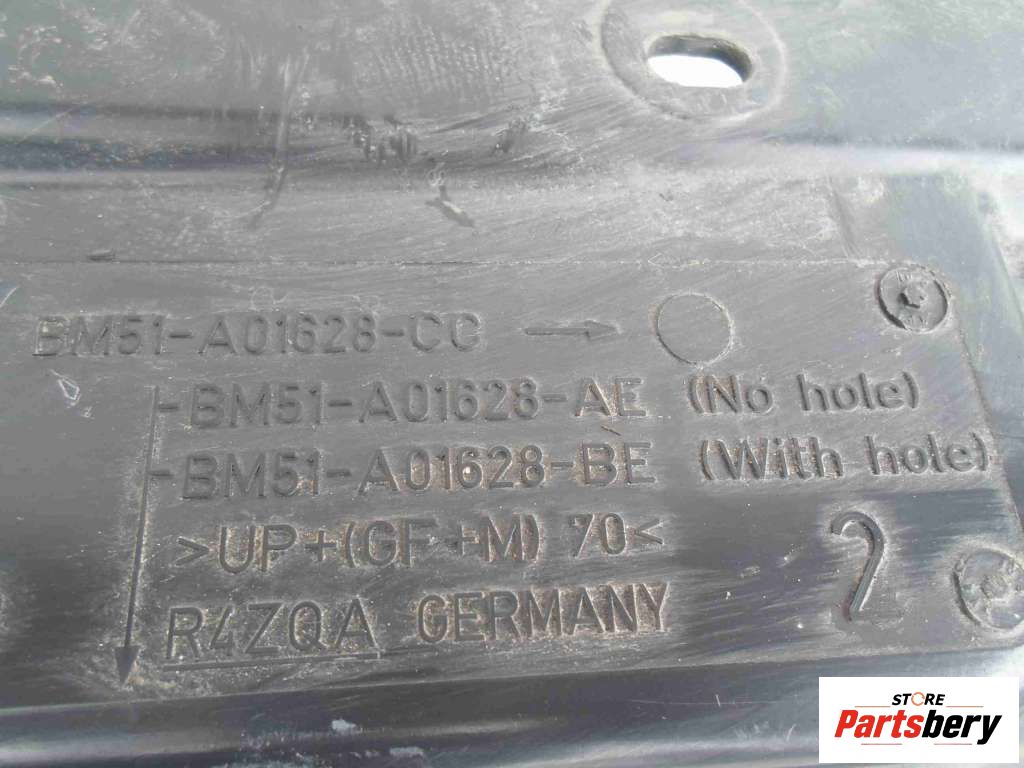 BM51-A01628-CC →
-BM51-A01628-AE (No hole)
-BM51-A01628-BE (With hole)
>UP+(GF+M) 70<
2
R4ZQA GERMANY
STORE
Partsbery